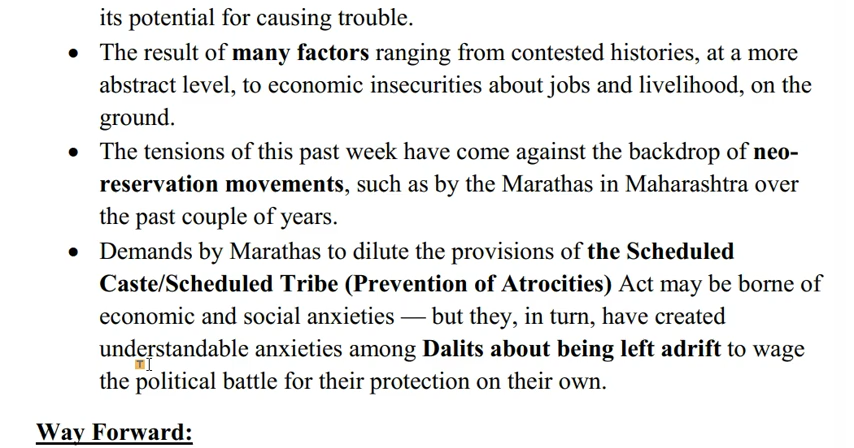 its potential for causing trouble.
• The result of many factors ranging from contested histories, at a more
abstract level, to economic insecurities about jobs and livelihood, on the
ground.
• The tensions of this past week have come against the backdrop of neo-
reservation movements, such as by the Marathas in Maharashtra over
the past couple of years.
• Demands by Marathas to dilute the provisions of the Scheduled
Caste/Scheduled Tribe (Prevention of Atrocities) Act may be borne of
economic and social anxieties — but they, in turn, have created
understandable anxieties among Dalits about being left adrift to wage
the political battle for their protection on their own.
Way Forward: